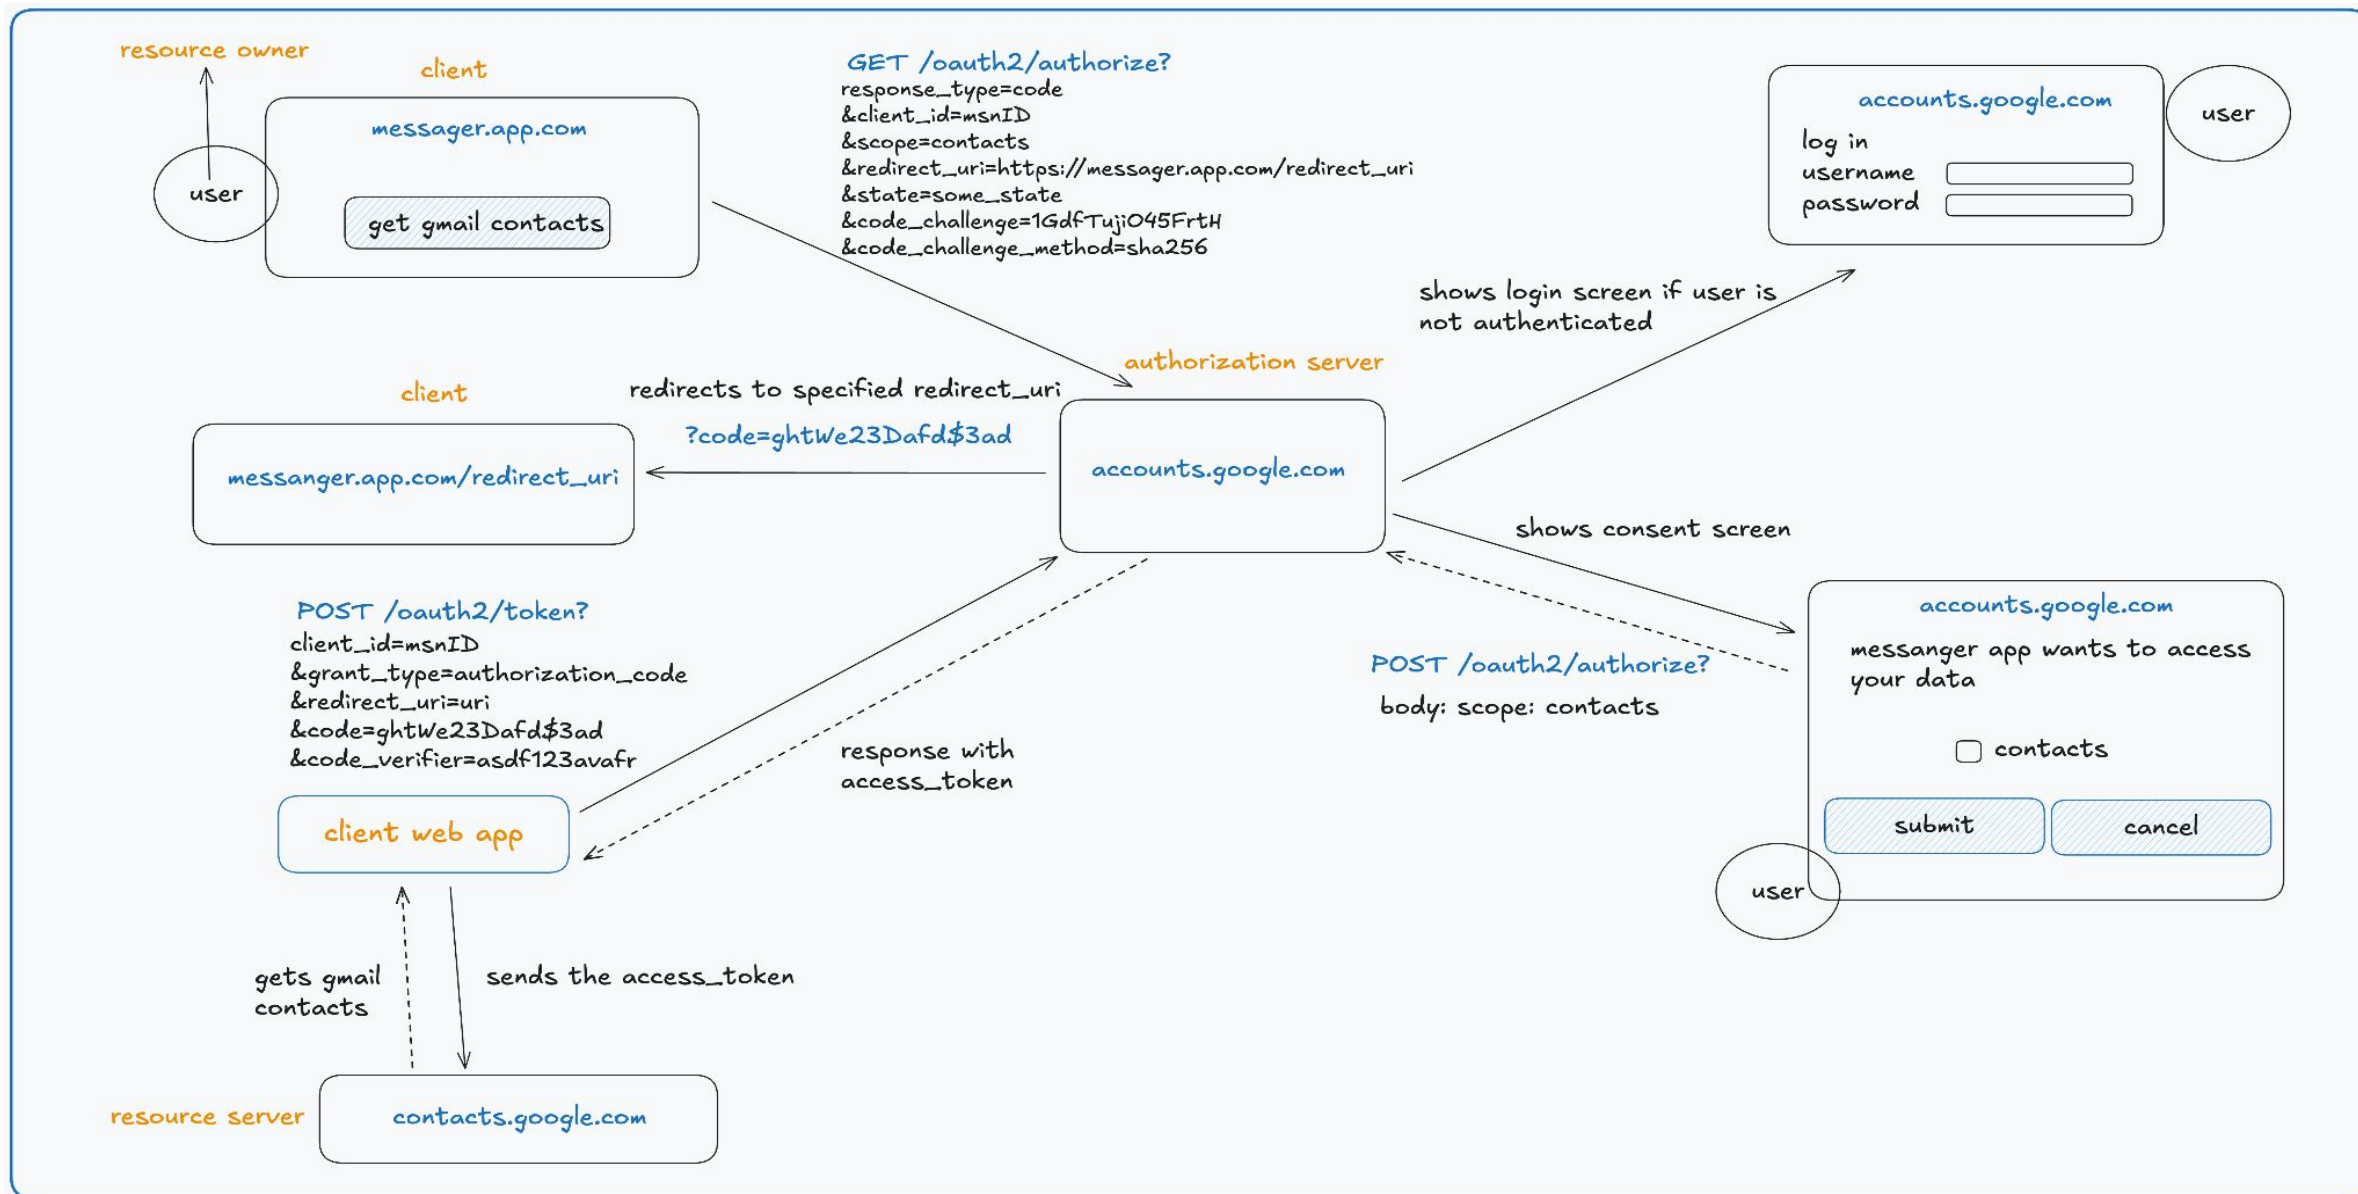 resource owner
client
messager.app.com
user
get gmail contacts
GET /oauth2/authorize?
response_type=code
&client_id=msnID
&scope=contacts
&redirect_uri=https://messager.app.com/redirect_uri
&state=some_state
&code_challenge=1GdfTujiO45FrtH
&code_challenge_method=sha256
accounts.google.com
log in
username
password
user
shows login screen if user is
not authenticated
authorization server
accounts.google.com
redirects to specified redirect_uri
?code=ghtWe23Dafd$3ad
client
messanger.app.com/redirect_uri
shows consent screen
accounts.google.com
messanger app wants to access
your data
contacts
submit
cancel
user
POST /oauth2/authorize?
body: scope: contacts
POST /oauth2/token?
client_id=msnID
&grant_type=authorization_code
&redirect_uri=uri
&code=ghtWe23Dafd$3ad
&code_verifier=asdf123avafr
client web app
response with
access_token
gets gmail
contacts
sends the access_token
resource server
contacts.google.com